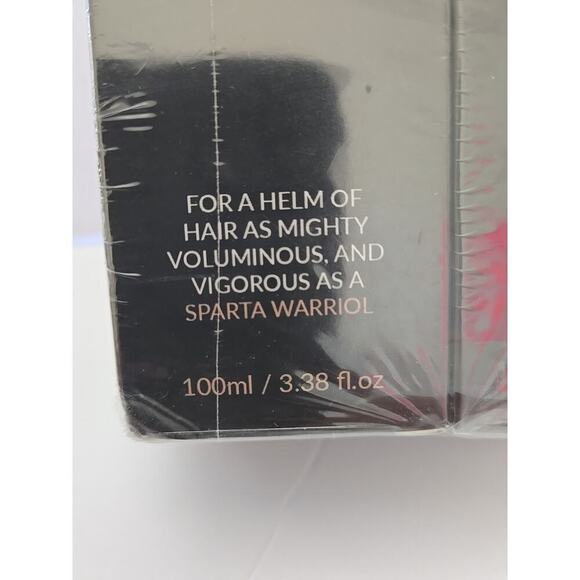 FOR A HELM OF
HAIR AS MIGHTY
VOLUMINOUS, AND
VIGOROUS AS A
SPARTA WARRIOL
100ml / 3.38 fl.oz